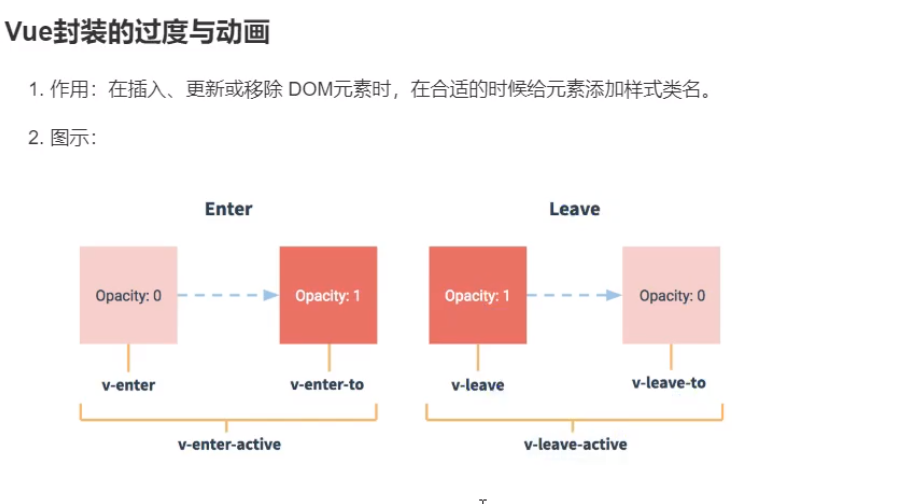 Vue封装的过度与动画
1. 作用：在插入、更新或移除 DOM元素时，在合适的时候给元素添加样式类名。
2. 图示：
Enter
Leave
Opacity: 0
Opacity: 1
Opacity: 1
Opacity: 0
v-enter
v-enter-to
v-leave
v-leave-to
v-enter-active
v-leave-active